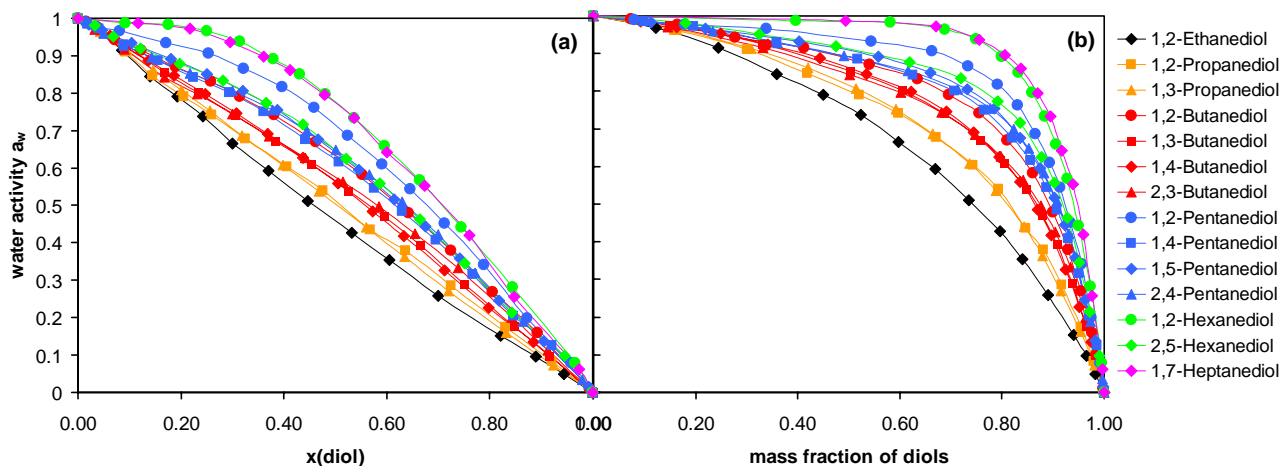 (a)
(b)
water activity a_w
1
0.9
0.8
0.7
0.6
0.5
0.4
0.3
0.2
0.1
0
0.00 0.20 0.40 0.60 0.80 1.00
x(diol)
0.00 0.20 0.40 0.60 0.80 1.00
mass fraction of diols
1,2-Ethanediol
1,2-Propanediol
1,3-Propanediol
1,2-Butanediol
1,3-Butanediol
1,4-Butanediol
2,3-Butanediol
1,2-Pentanediol
1,4-Pentanediol
1,5-Pentanediol
2,4-Pentanediol
1,2-Hexanediol
2,5-Hexanediol
1,7-Heptanediol